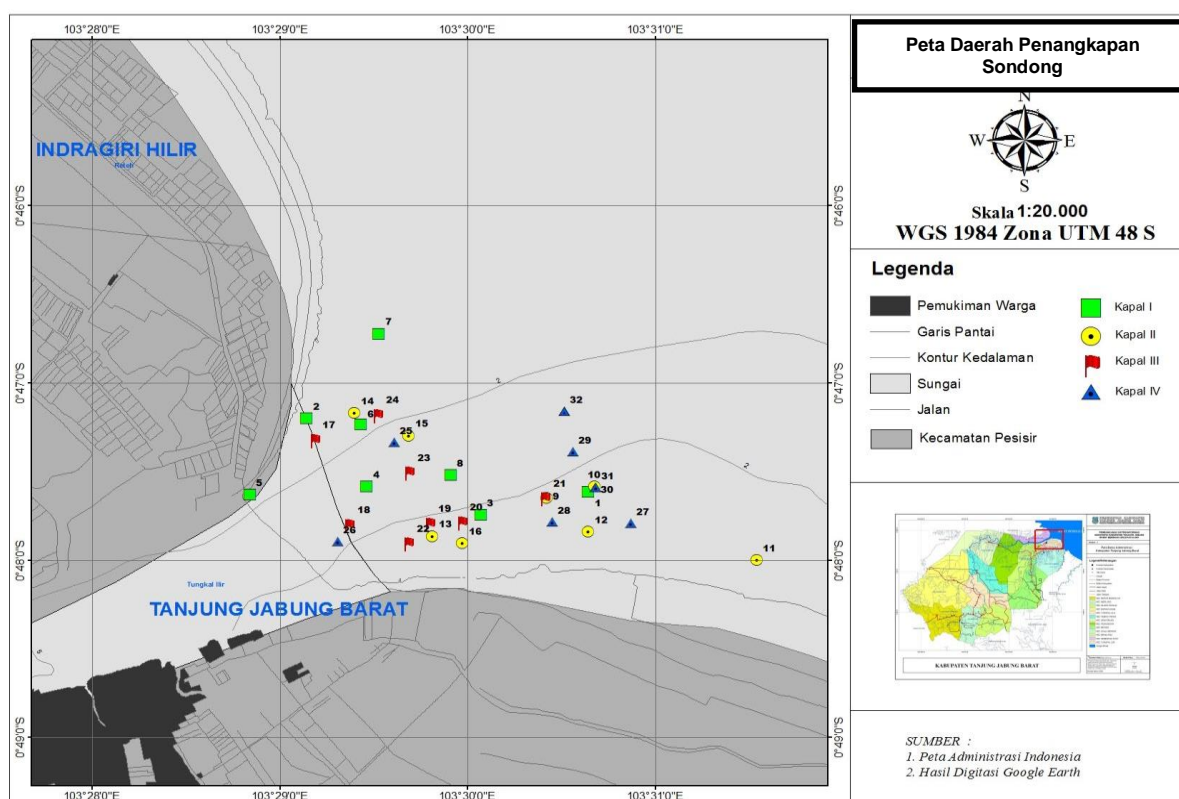 103°28'0"E 103°29'0"E 103°30'0"E 103°31'0"E
Peta Daerah Penangkapan
Sondong
N
W E
S
Skala 1:20.000
WGS 1984 Zona UTM 48 S
Legenda
Pemukiman Warga
Garis Pantai
Kontur Kedalaman
Sungai
Jalan
Kecamatan Pesisir
Kapal I
Kapal II
Kapal III
Kapal IV
INDRAGIRI HILIR
0°46'0"S 0°46'0"S
7
0°47'0"S 0°47'0"S
2
2
14
24
6
15
17
25
32
29
2
23
8
5
4
10
31
21
9
30
1
3
18
19
20
28
27
26
22
13
16
12
11
0°48'0"S 0°48'0"S
Tungkal Ilir
TANJUNG JABUNG BARAT
0°49'0"S 0°49'0"S
103°28'0"E 103°29'0"E 103°30'0"E 103°31'0"E
KABUPATEN TANJUNG JABUNG BARAT
SUMBER :
1. Peta Administrasi Indonesia
2. Hasil Digitasi Google Earth